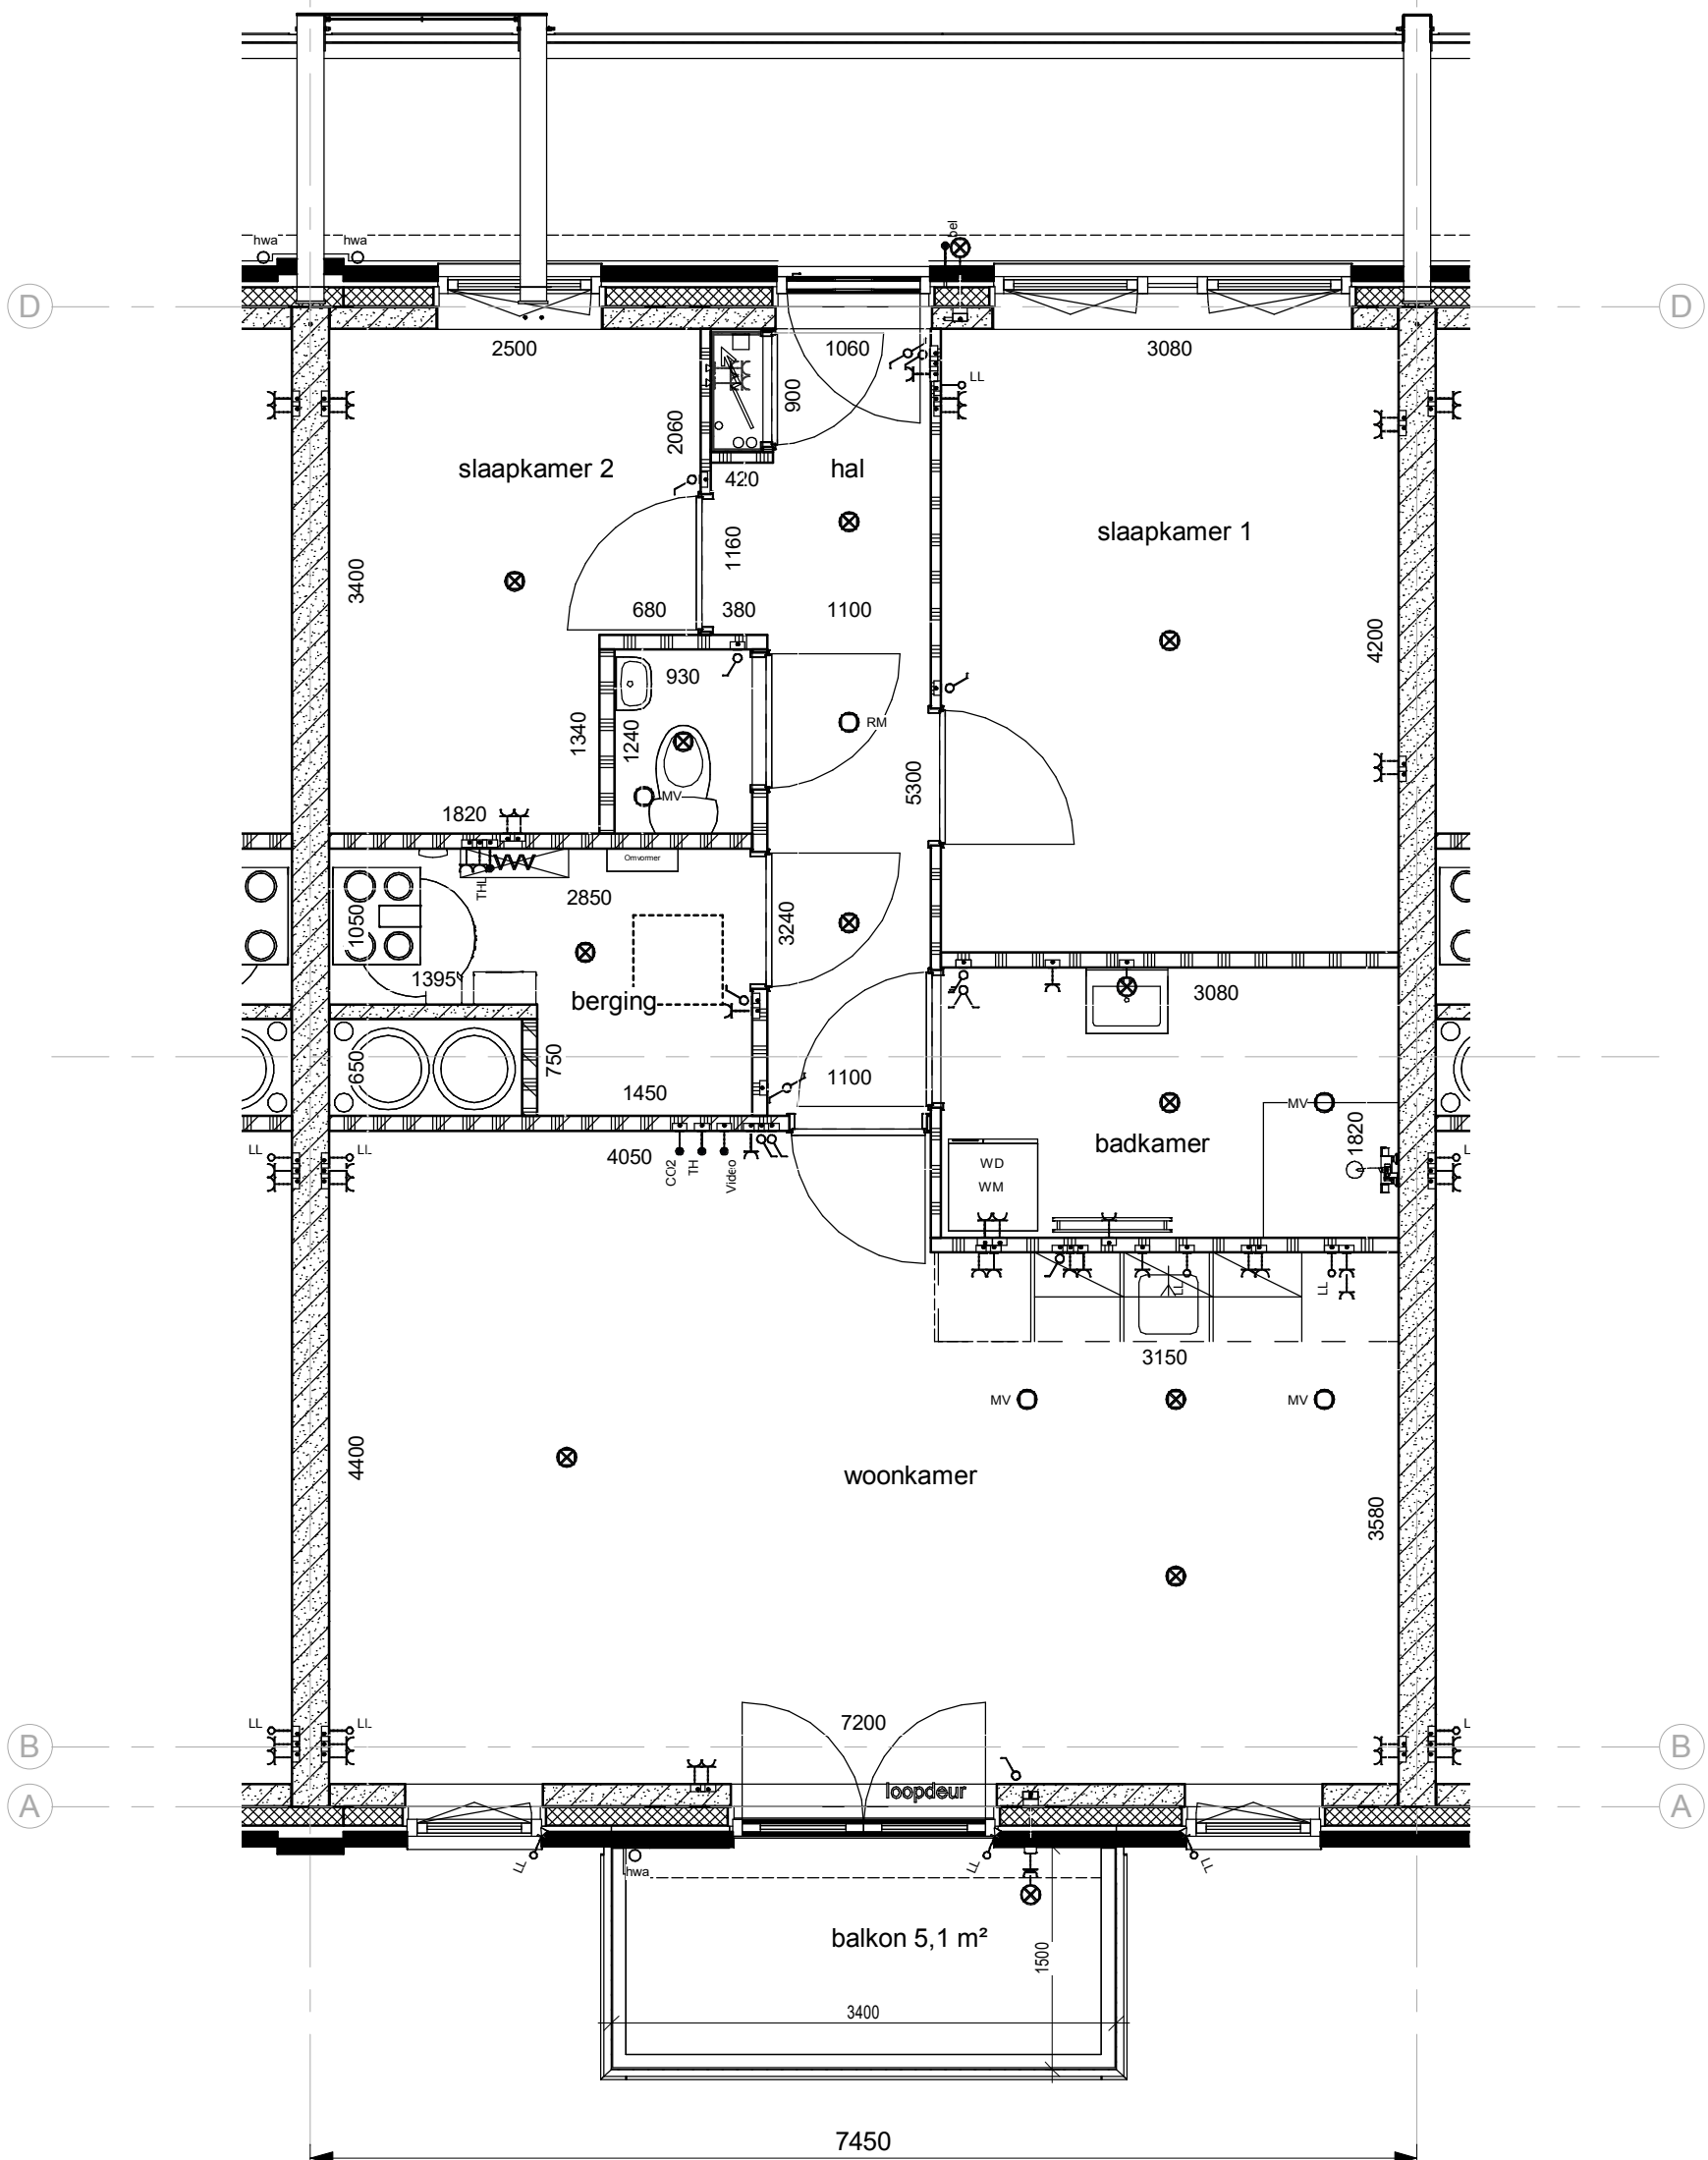 bel
hwa
hwa
D
D
2500
1060
3080
LL
900
2060
slaapkamer 2
hal
420
slaapkamer 1
1160
3400
680
380
1100
4200
930
1340
1240
RM
5300
MV
1820
Omvormer
THL
2850
1050
3240
1395
3080
berging
750
650
1100
1450
MV
1820
badkamer
LL
LL
4050
L
CO2
TH
Video
WD
WM
LL
LL
3150
MV
MV
4400
woonkamer
3580
LL
LL
7200
L
B
B
loopdeur
A
A
LL
hwa
LL
LL
balkon 5,1 m²
1500
3400
7450